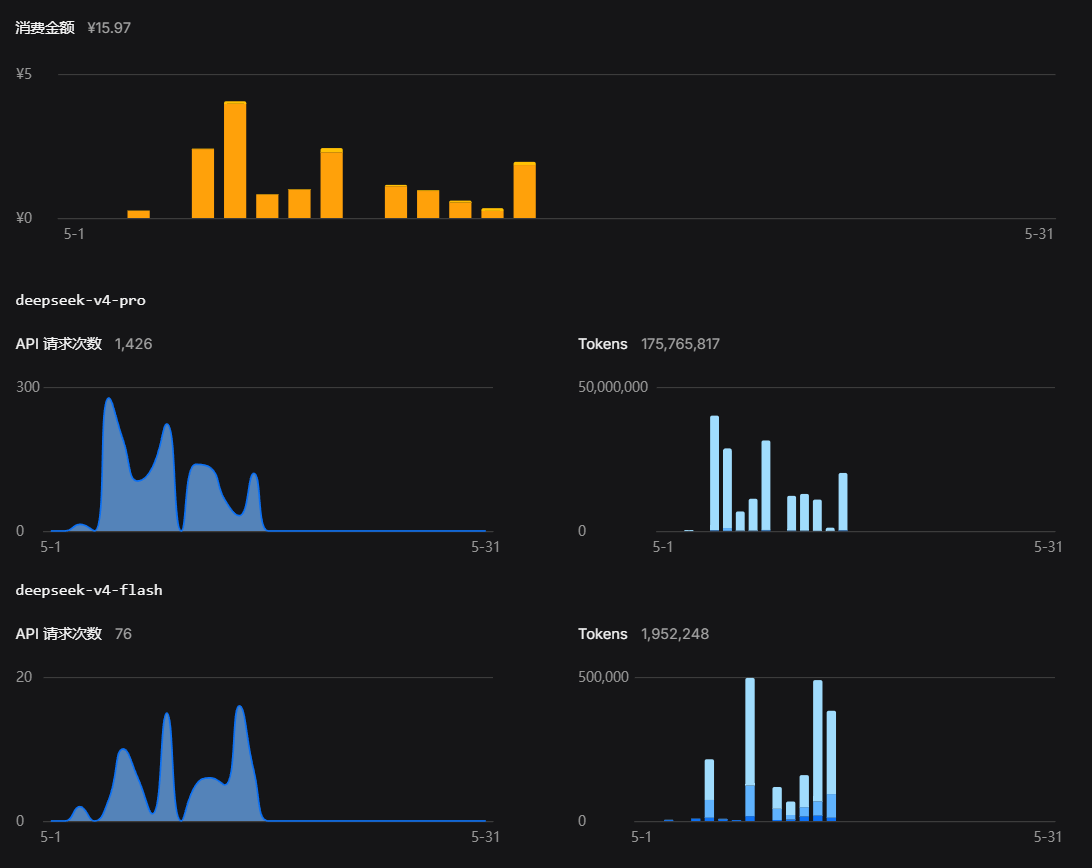 消费金额 ¥15.97
¥5
¥0
5-1 5-31
deepseek-v4-pro
API 请求次数 1,426 Tokens 175,765,817
300 50,000,000
0 0
5-1 5-31 5-1 5-31
deepseek-v4-flash
API 请求次数 76 Tokens 1,952,248
20 500,000
0 0
5-1 5-31 5-1 5-31